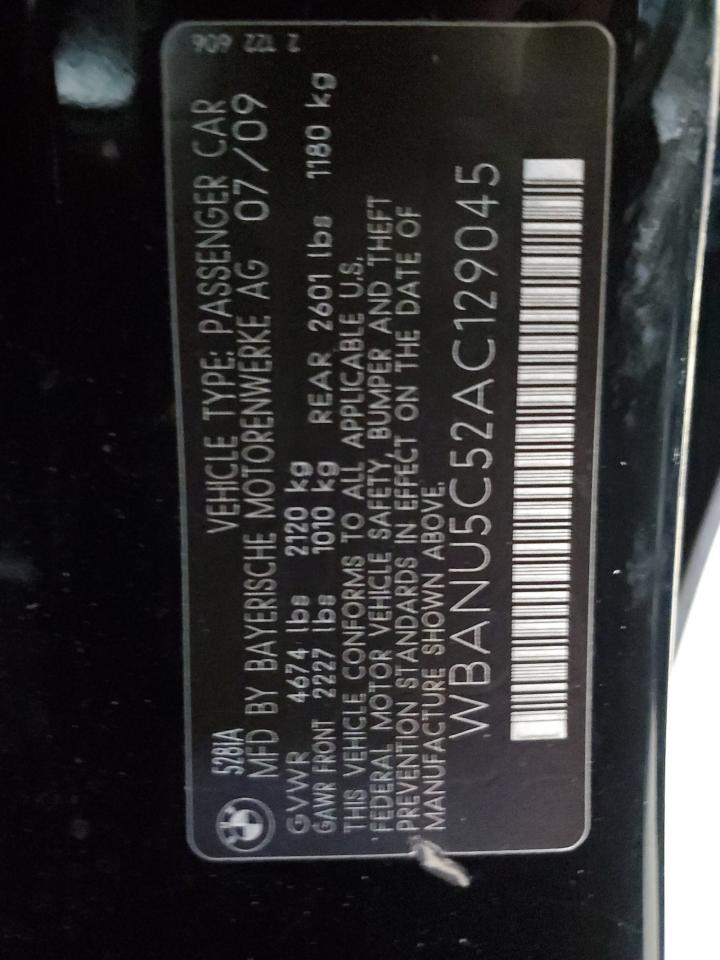 2 122 606
528IA VEHICLE TYPE: PASSENGER CAR
MFD BY BAYERISCHE MOTORENWERKE AG 07/09
GVWR 4674 lbs 2120 kg
GAWR FRONT 2227 lbs 1010 kg REAR 2601 lbs 1180 kg
THIS VEHICLE CONFORMS TO ALL APPLICABLE U.S.
FEDERAL MOTOR VEHICLE SAFETY, BUMPER AND THEFT
PREVENTION STANDARDS IN EFFECT ON THE DATE OF
MANUFACTURE SHOWN ABOVE.
WBANU5C52AC129045